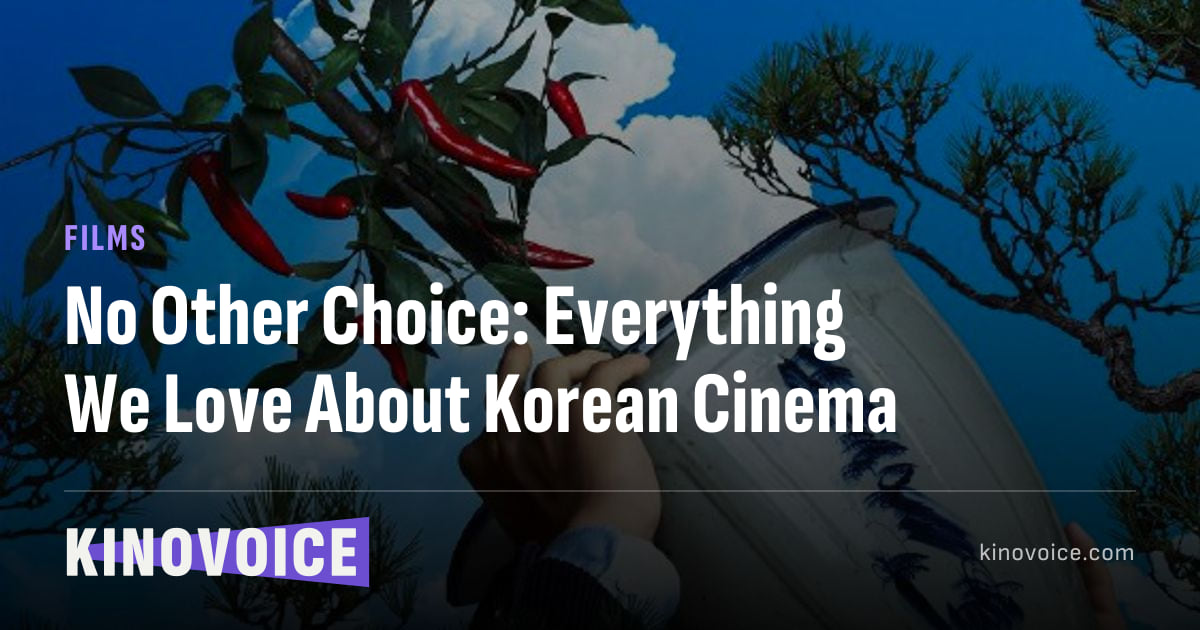 FILMS
No Other Choice: Everything
We Love About Korean Cinema
KINOVOICE
kinovoice.com